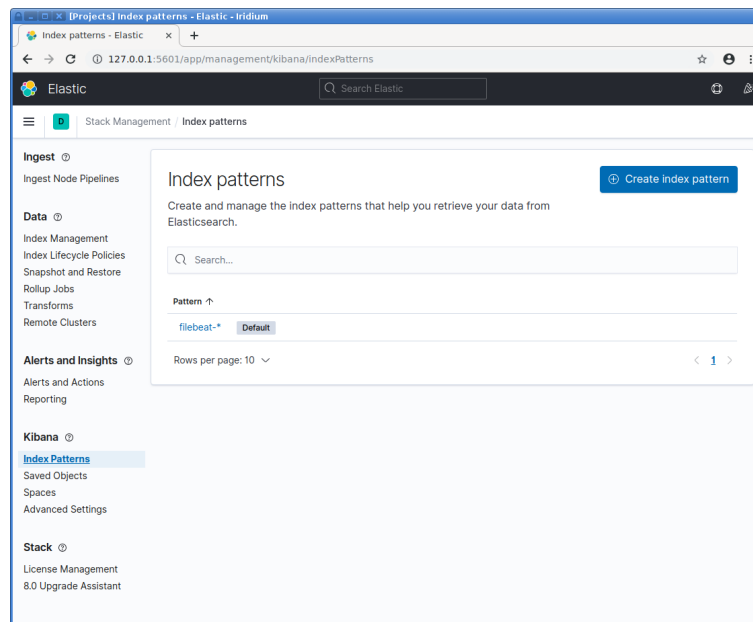 [Projects] Index patterns - Elastic - Iridium
Index patterns - Elastic
127.0.0.1:5601/app/management/kibana/indexPatterns
Elastic
Search Elastic
D
Stack Management / Index patterns
Ingest
Ingest Node Pipelines
Data
Index Management
Index Lifecycle Policies
Snapshot and Restore
Rollup Jobs
Transforms
Remote Clusters
Alerts and Insights
Alerts and Actions
Reporting
Kibana
Index Patterns
Saved Objects
Spaces
Advanced Settings
Stack
License Management
8.0 Upgrade Assistant
Index patterns
Create index pattern
Create and manage the index patterns that help you retrieve your data from
Elasticsearch.
Search...
Pattern ↑
filebeat-* Default
Rows per page: 10
< 1 >